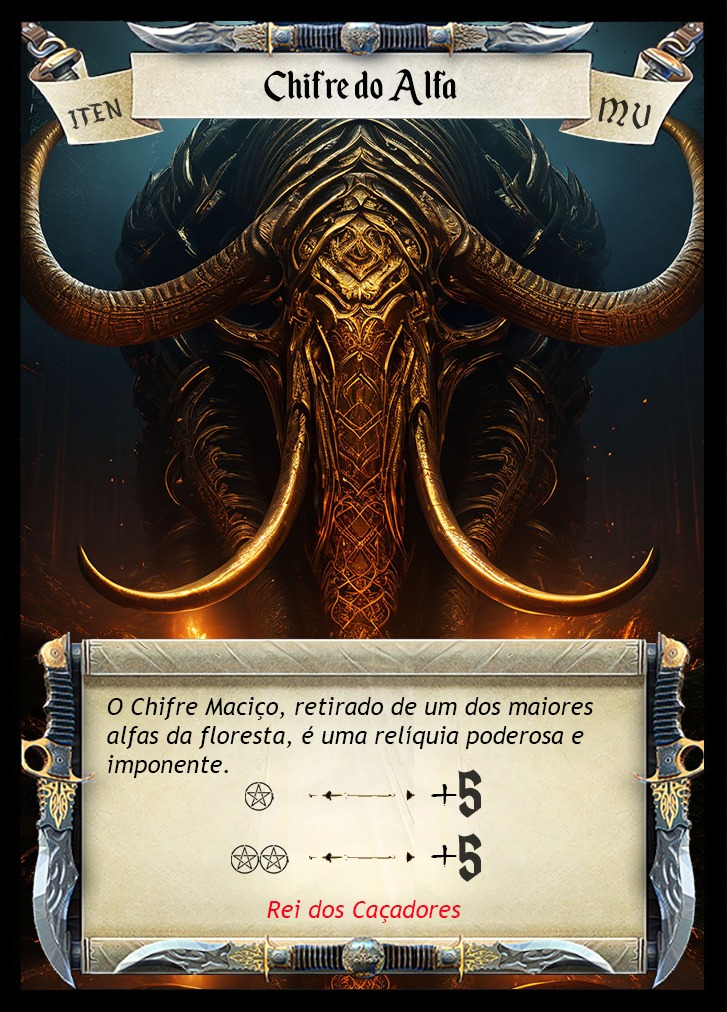 Chifre do Alfa
ITEN
MU
O Chifre Maciço, retirado de um dos maiores
alfas da floresta, é uma relíquia poderosa e
imponente.
+5
+5
Rei dos Caçadores